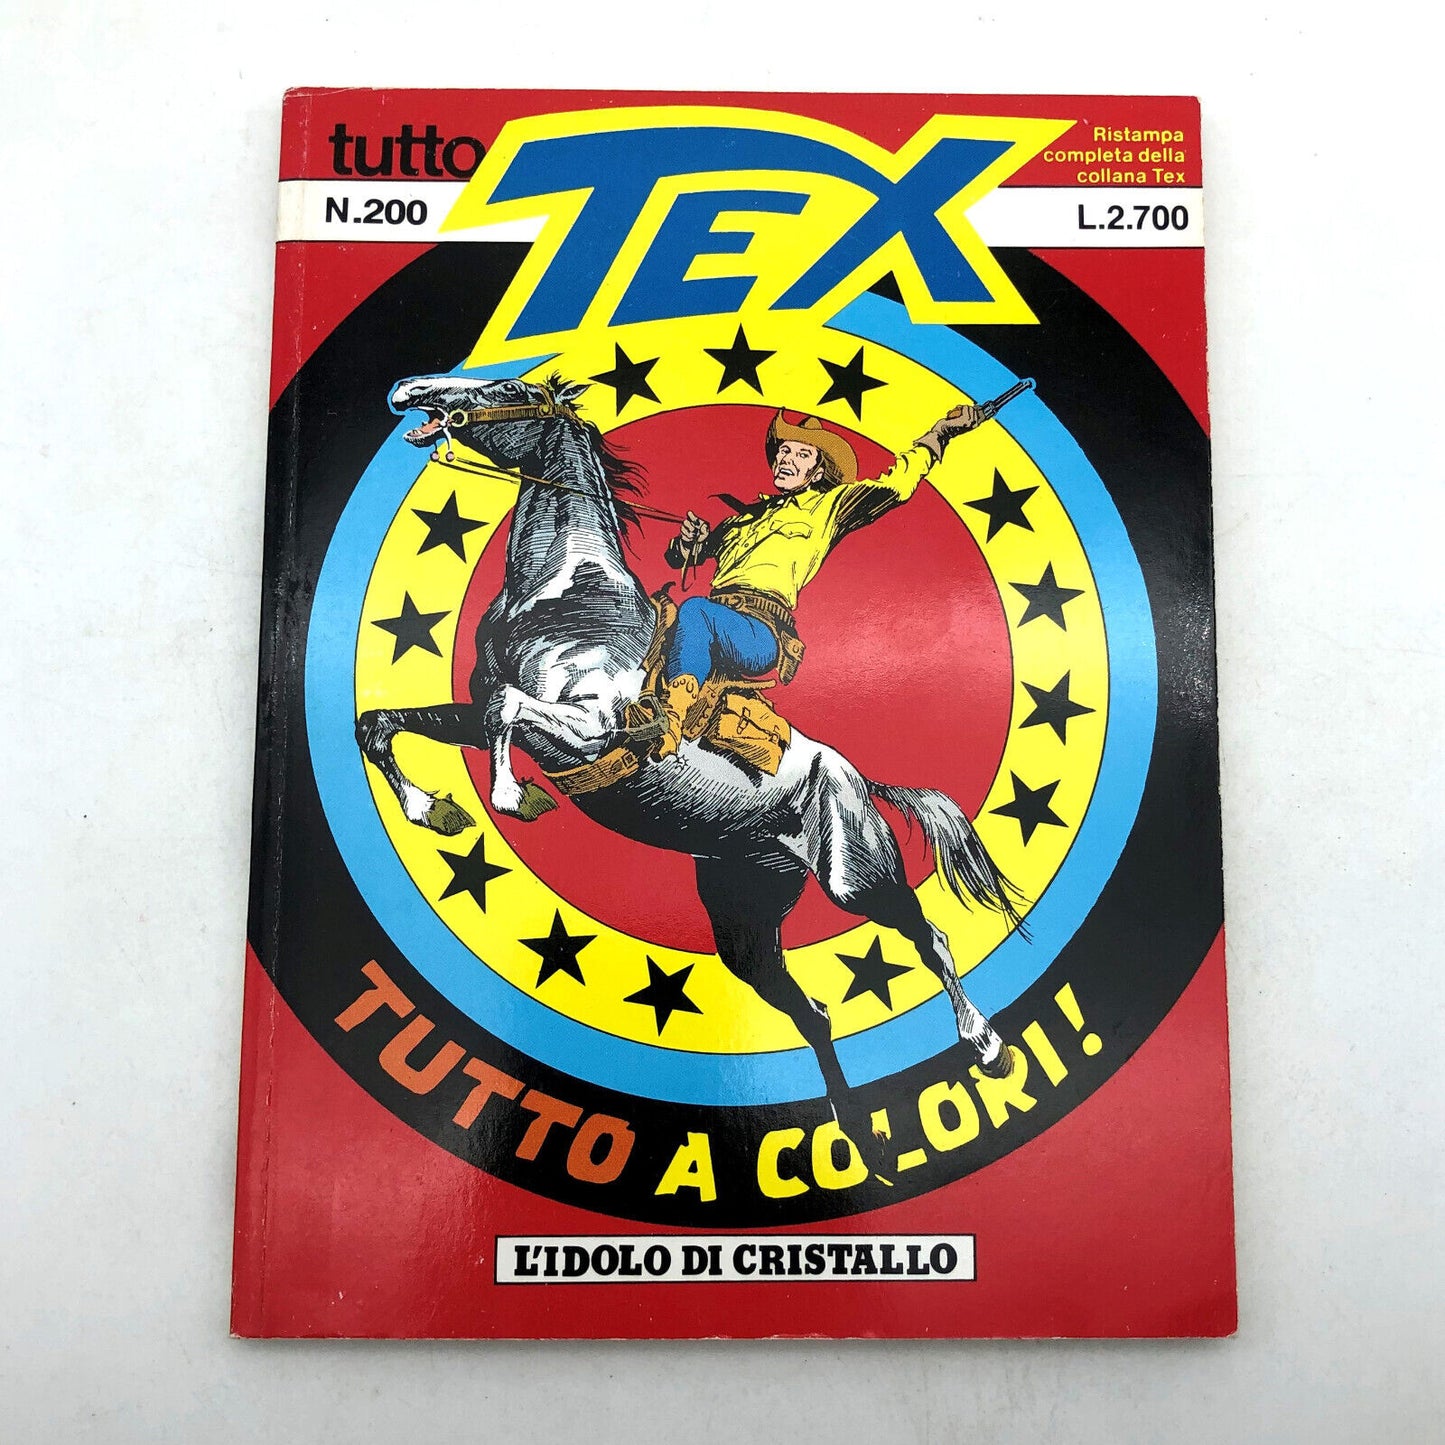 tutto
TEX
Ristampa
completa della
collana Tex
N.200
L.2.700
TUTTO A COLORI!
L'IDOLO DI CRISTALLO